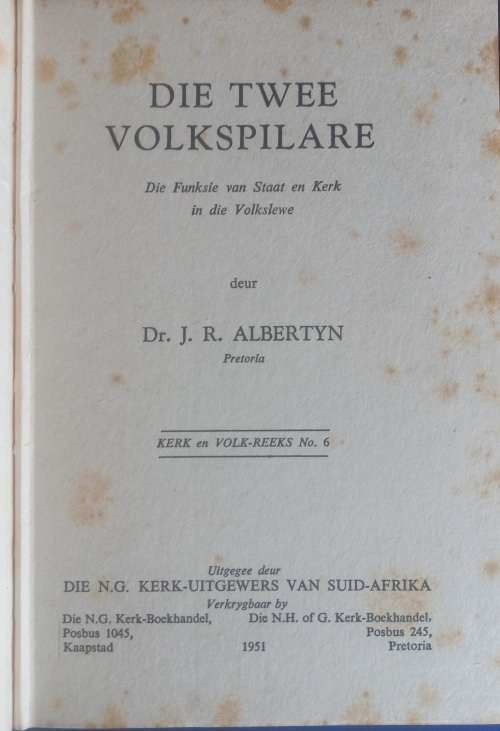 DIE TWEE
VOLKSPILARE
Die Funksie van Staat en Kerk
in die Volkslewe
deur
Dr. J. R. ALBERTYN
Pretoria
KERK en VOLK-REEKS No. 6
Uitgegee deur
DIE N.G. KERK-UITGEWERS VAN SUID-AFRIKA
Verkrygbaar by
Die N.G. Kerk-Boekhandel, Die N.H. of G. Kerk-Boekhandel,
Posbus 1045, Posbus 245,
Kaapstad 1951 Pretoria